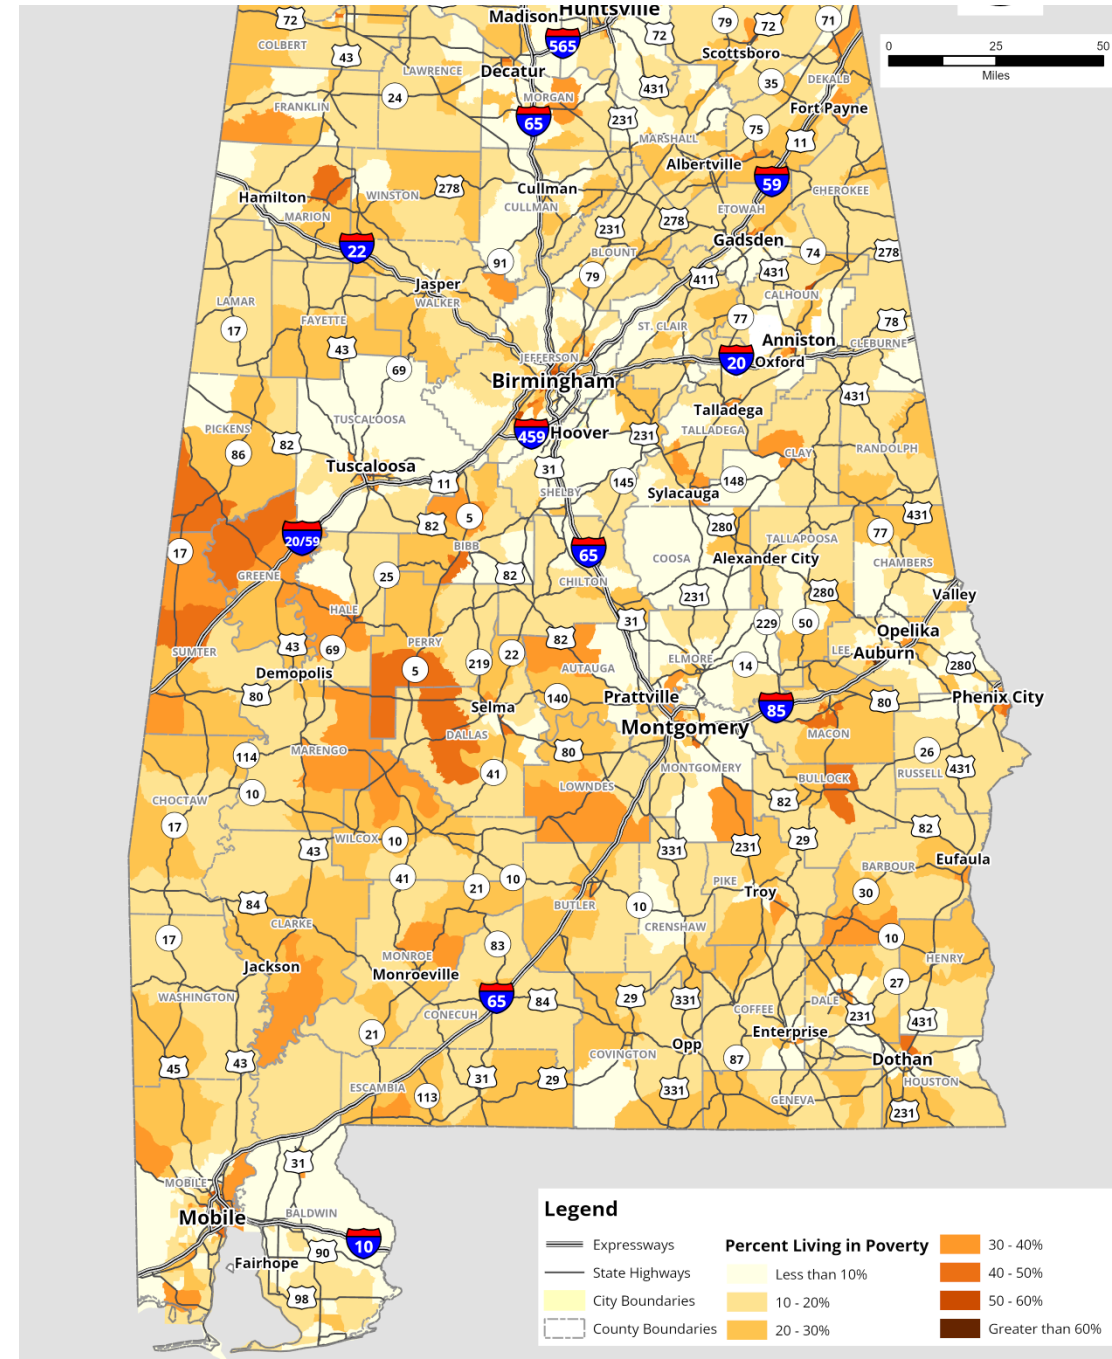 Huntsville
Madison
72
79
72
71
0 25 50
Miles
565
72
COLBERT
43
Scottsboro
LAWRENCE
Decatur
431
35
DEKALB
24
MORGAN
Fort Payne
FRANKLIN
65
231
75
11
MARSHALL
Albertville
59
278
Cullman
CHEROKEE
Hamilton
WINSTON
CULLMAN
MARION
ETOWAH
278
231
22
Gadsden
BLOUNT
74
278
91
79
411
431
Jasper
CALHOUN
LAMAR
WALKER
17
FAYETTE
77
78
ST. CLAIR
43
Anniston
CLEBURNE
JEFFERSON
20
Oxford
69
Birmingham
431
Talladega
TUSCALOOSA
PICKENS
459
Hoover
231
TALLADEGA
82
86
CLAY
RANDOLPH
Tuscaloosa
31
11
145
148
SHELBY
Sylacauga
5
431
82
280
20/59
77
17
BIBB
65
TALLAPOOSA
COOSA
Alexander City
CHAMBERS
GREENE
25
82
CHILTON
280
Valley
HALE
231
31
229
50
Opelika
PERRY
82
43
69
22
LEE
Auburn
SUMTER
219
ELMORE
14
280
5
AUTAUGA
Demopolis
80
140
Prattville
85
80
Phenix City
Selma
Montgomery
MACON
DALLAS
80
26
MARENGO
114
MONTGOMERY
431
41
BULLOCK
RUSSELL
LOWNDES
10
CHOCTAW
82
17
82
WILCOX
10
29
43
331
231
Eufaula
BARBOUR
41
21
10
PIKE
Troy
30
84
BUTLER
10
CLARKE
CRENSHAW
17
83
10
MONROE
HENRY
Jackson
Monroeville
27
WASHINGTON
65
84
29
331
DALE
COFFEE
CONECUH
231
431
21
Enterprise
Opp
COVINGTON
87
Dothan
43
45
31
29
HOUSTON
ESCAMBIA
113
331
GENEVA
231
31
MOBILE
BALDWIN
Mobile
10
90
Fairhope
98
Legend
Expressways
State Highways
City Boundaries
County Boundaries
Percent Living in Poverty
Less than 10%
10 - 20%
20 - 30%
30 - 40%
40 - 50%
50 - 60%
Greater than 60%